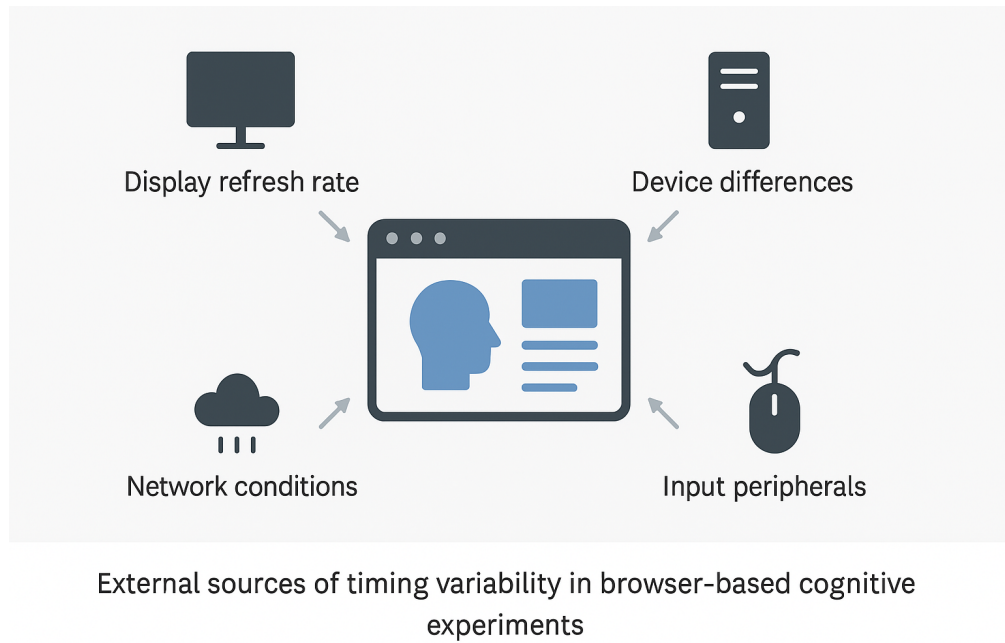 Display refresh rate
Device differences
Network conditions
Input peripherals
External sources of timing variability in browser-based cognitive
experiments